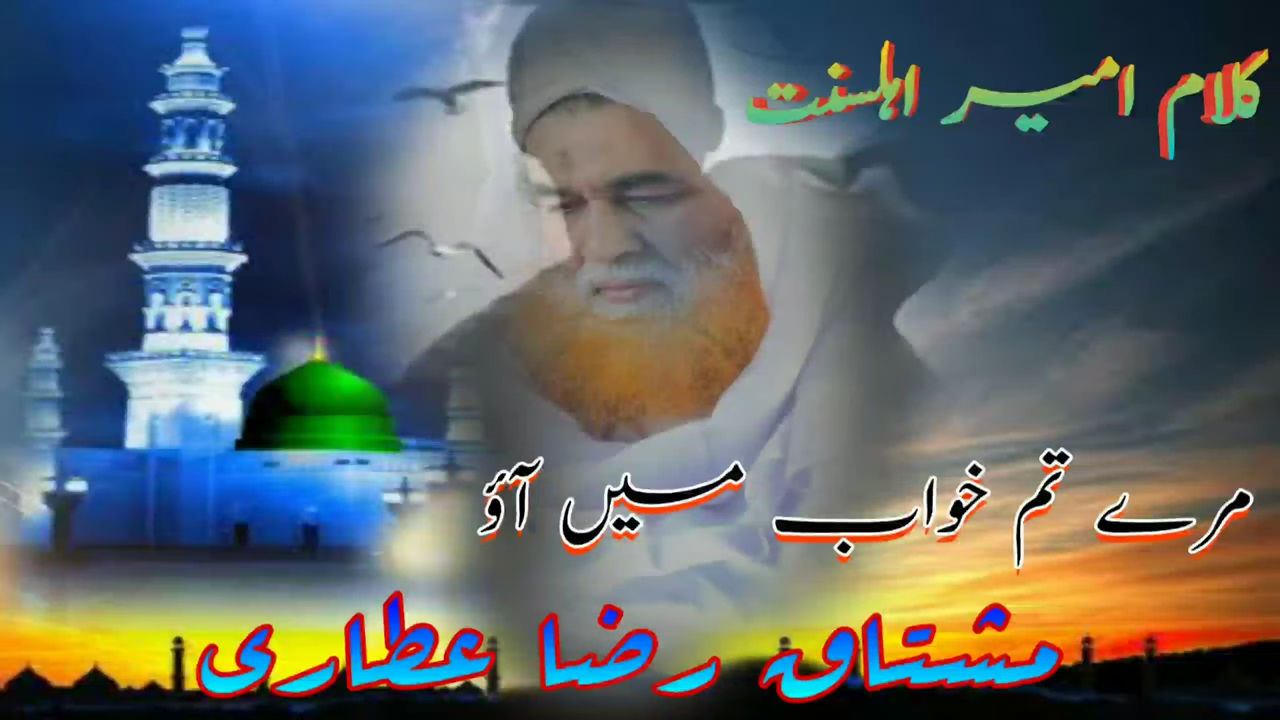 کلام امیر اہلسنت
مرے تم خواب میں آؤ
مشتاق رضا عطاری